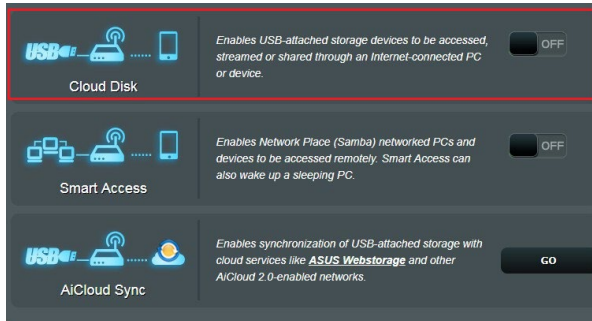 USB
Cloud Disk
Enables USB-attached storage devices to be accessed,
streamed or shared through an Internet-connected PC
or device.
OFF
Smart Access
Enables Network Place (Samba) networked PCs and
devices to be accessed remotely. Smart Access can
also wake up a sleeping PC.
OFF
USB
AiCloud Sync
Enables synchronization of USB-attached storage with
cloud services like ASUS Webstorage and other
AiCloud 2.0-enabled networks.
GO